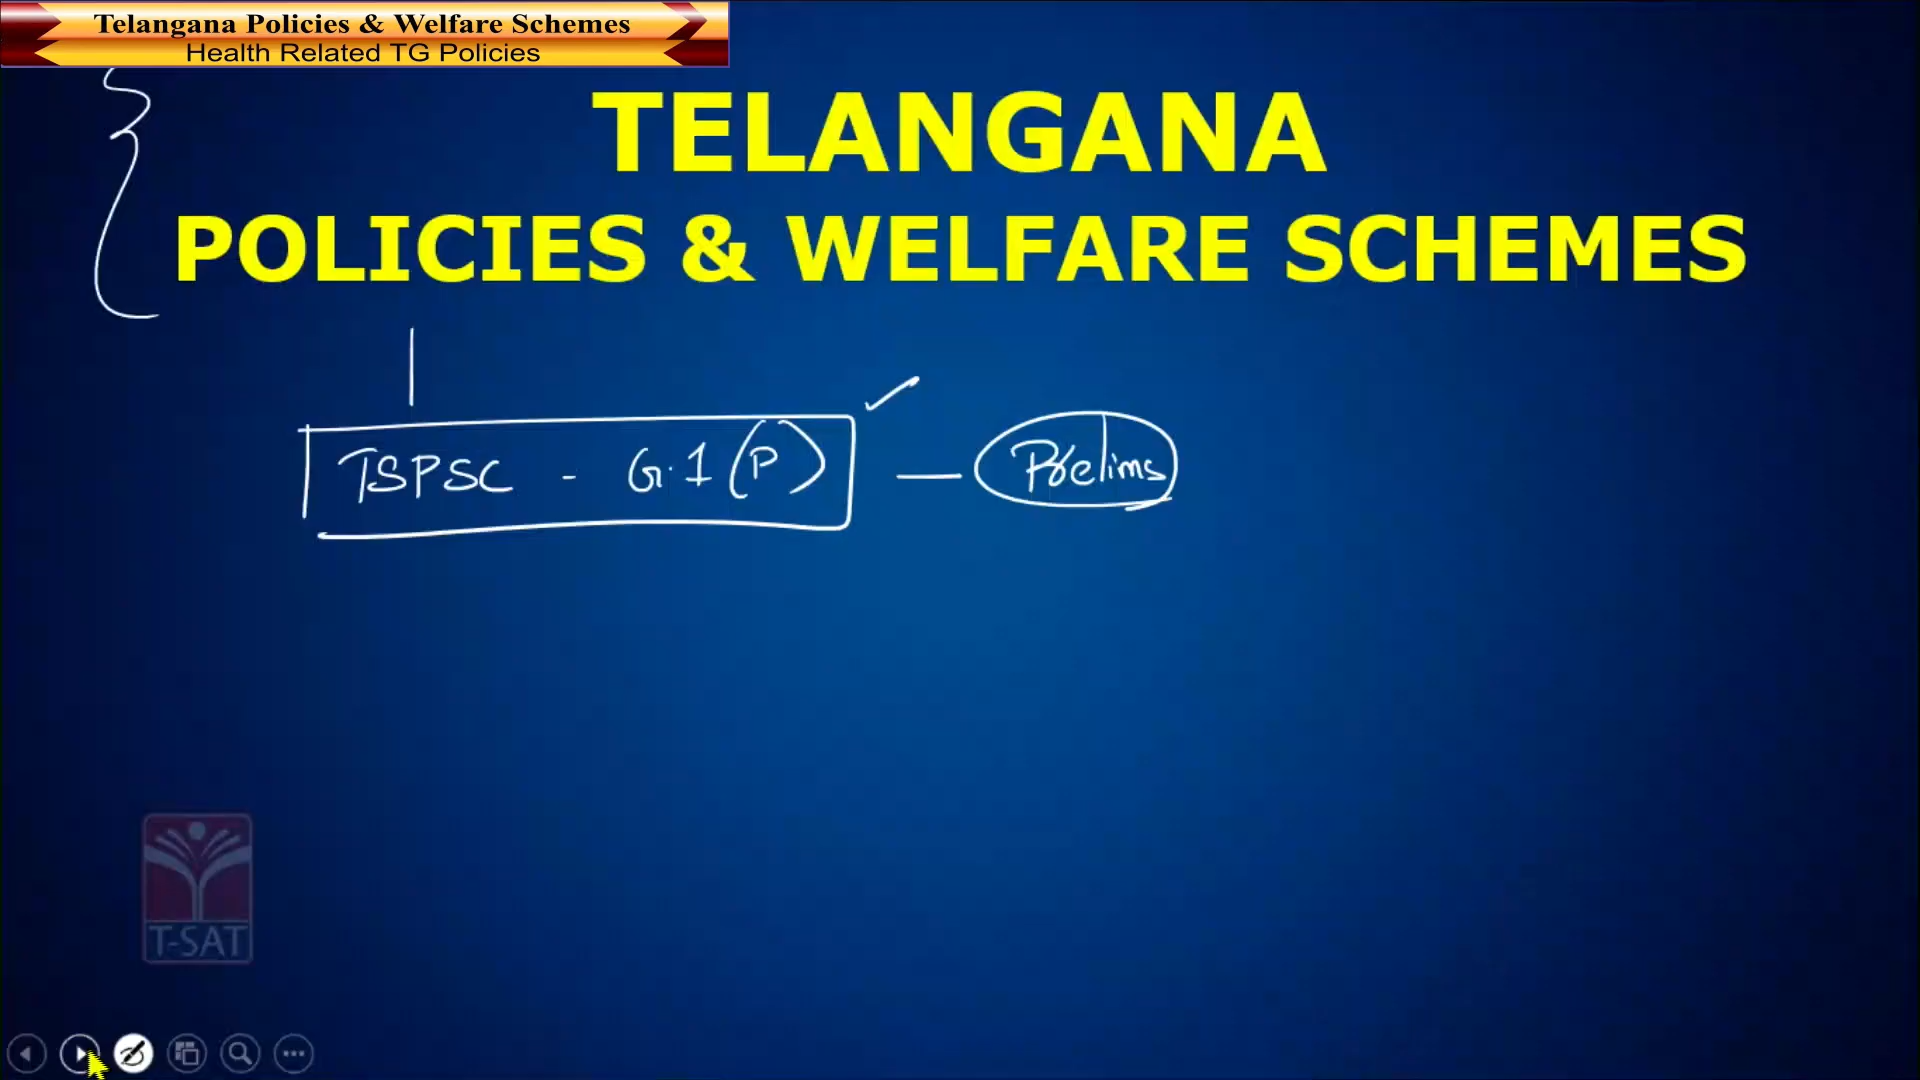 Telangana Policies & Welfare Schemes
Health Related TG Policies
TELANGANA
POLICIES & WELFARE SCHEMES
TSPSC - G.1 (P) — Prelims
T-SAT